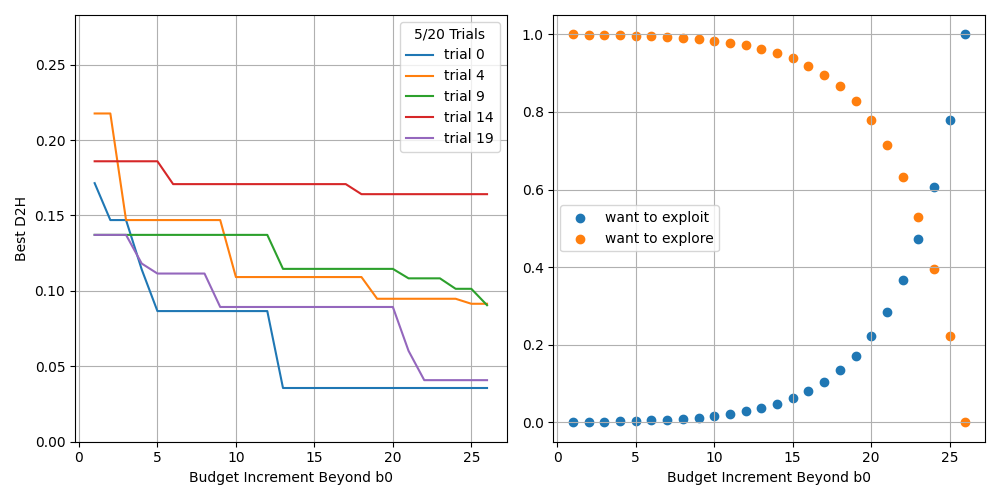 5/20 Trials
trial 0
trial 4
trial 9
trial 14
trial 19
0.25
0.20
0.15
0.10
0.05
0.00
Best D2H
0 5 10 15 20 25
Budget Increment Beyond b0
1.0
0.8
0.6
0.4
0.2
0.0
want to exploit
want to explore
0 5 10 15 20 25
Budget Increment Beyond b0